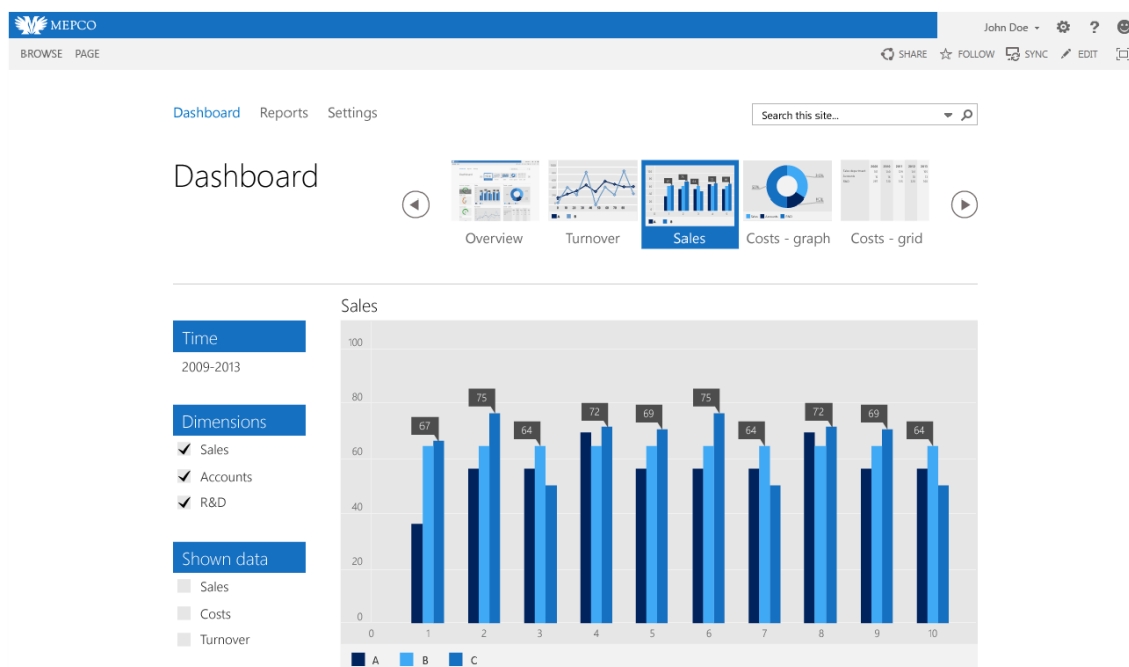 MEPCO
John Doe
?
BROWSE PAGE
SHARE FOLLOW SYNC EDIT
Dashboard Reports Settings
Search this site...
Dashboard
Overview Turnover Sales Costs - graph Costs - grid
Sales
Time
2009-2013
Dimensions
Sales
Accounts
R&D
Shown data
Sales
Costs
Turnover
100
80
60
40
20
0
67 75 64 72 69 75 64 72 69 64
0 1 2 3 4 5 6 7 8 9 10
A B C